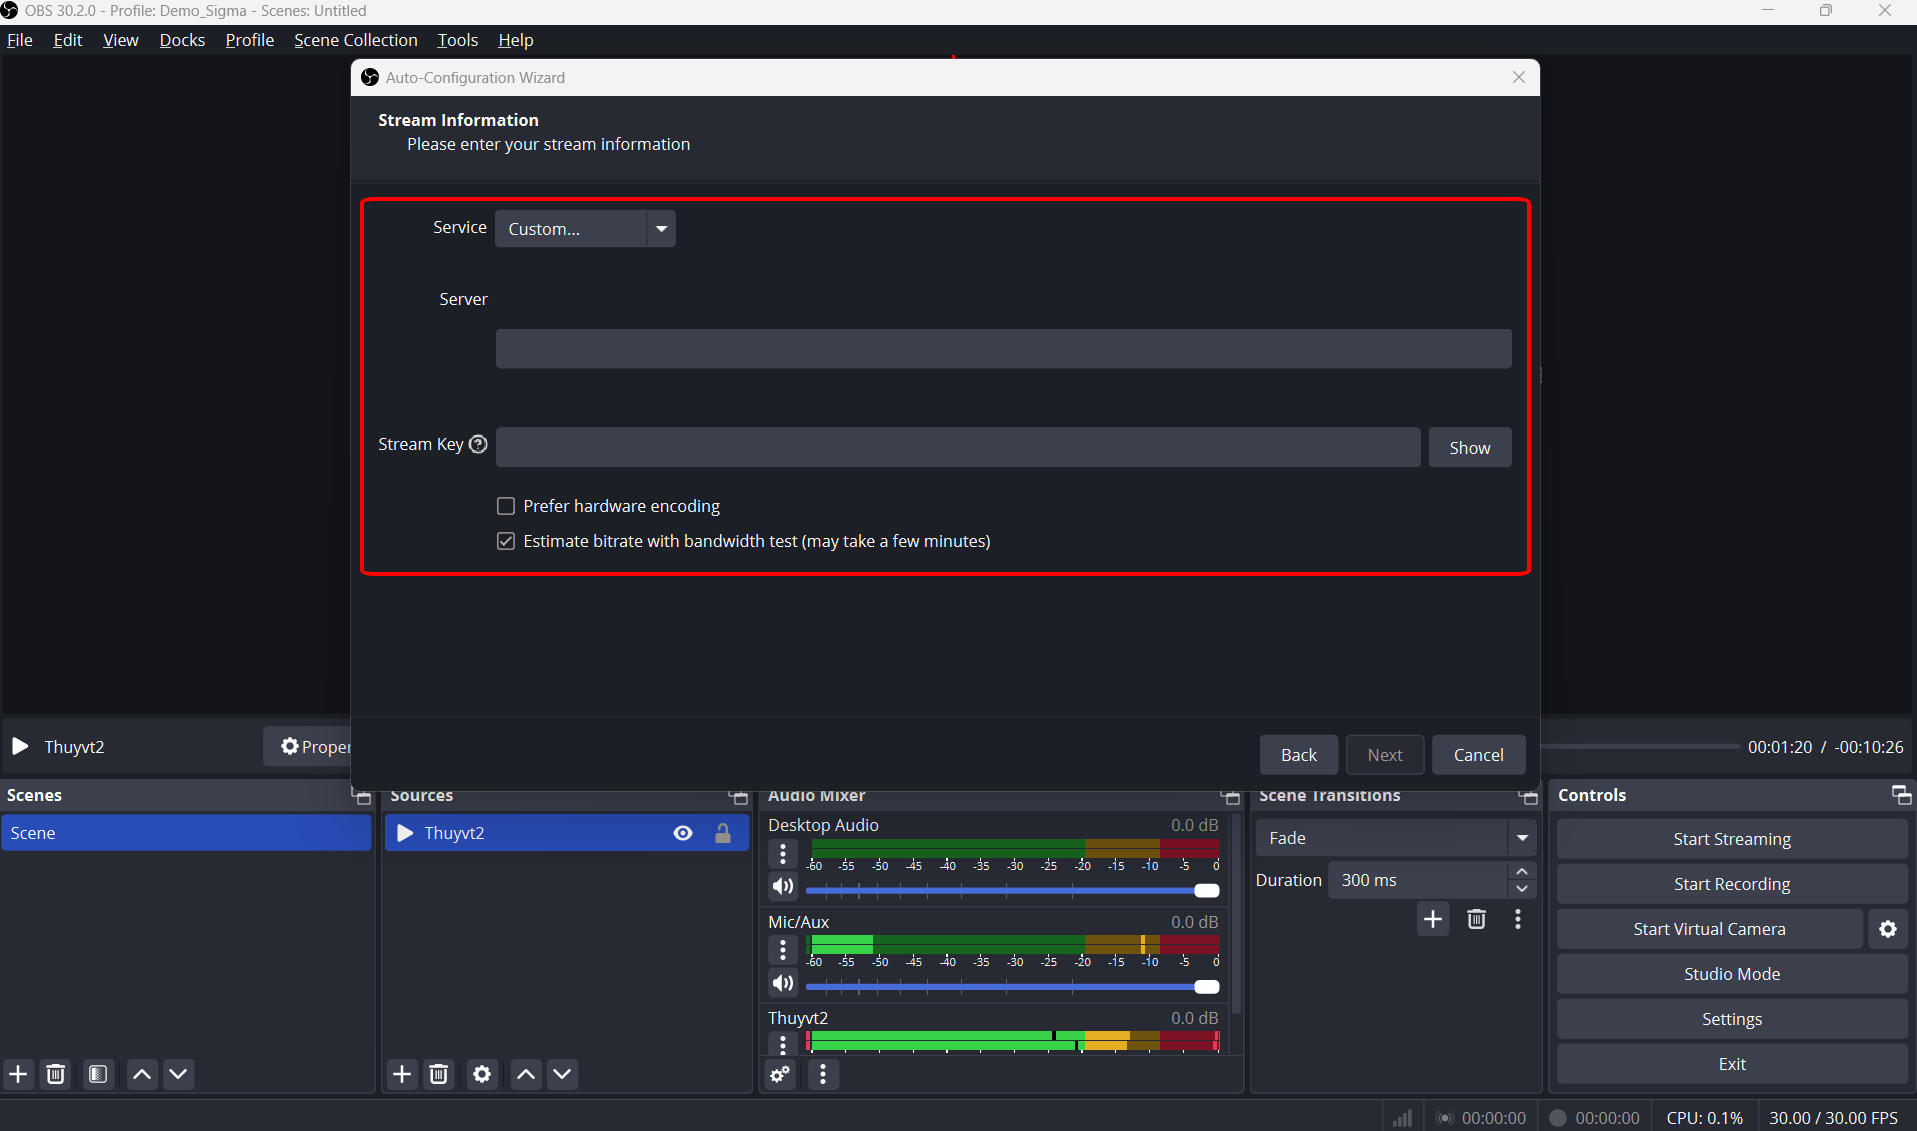 OBS 30.2.0 - Profile: Demo_Sigma - Scenes: Untitled
File Edit View Docks Profile Scene Collection Tools Help
Auto-Configuration Wizard
Stream Information
Please enter your stream information
Service Custom...
Server
Stream Key ? Show
Prefer hardware encoding
Estimate bitrate with bandwidth test (may take a few minutes)
Back Next Cancel
Thuyvt2 Proper 00:01:20 / -00:10:26
Scenes
Scene
Sources
Thuyvt2
Audio Mixer
Desktop Audio 0.0 dB
-60 -55 -50 -45 -40 -35 -30 -25 -20 -15 -10 -5 0
Mic/Aux 0.0 dB
-60 -55 -50 -45 -40 -35 -30 -25 -20 -15 -10 -5 0
Thuyvt2 0.0 dB
Scene Transitions
Fade
Duration 300 ms
Controls
Start Streaming
Start Recording
Start Virtual Camera
Studio Mode
Settings
Exit
00:00:00 00:00:00 CPU: 0.1% 30.00 / 30.00 FPS